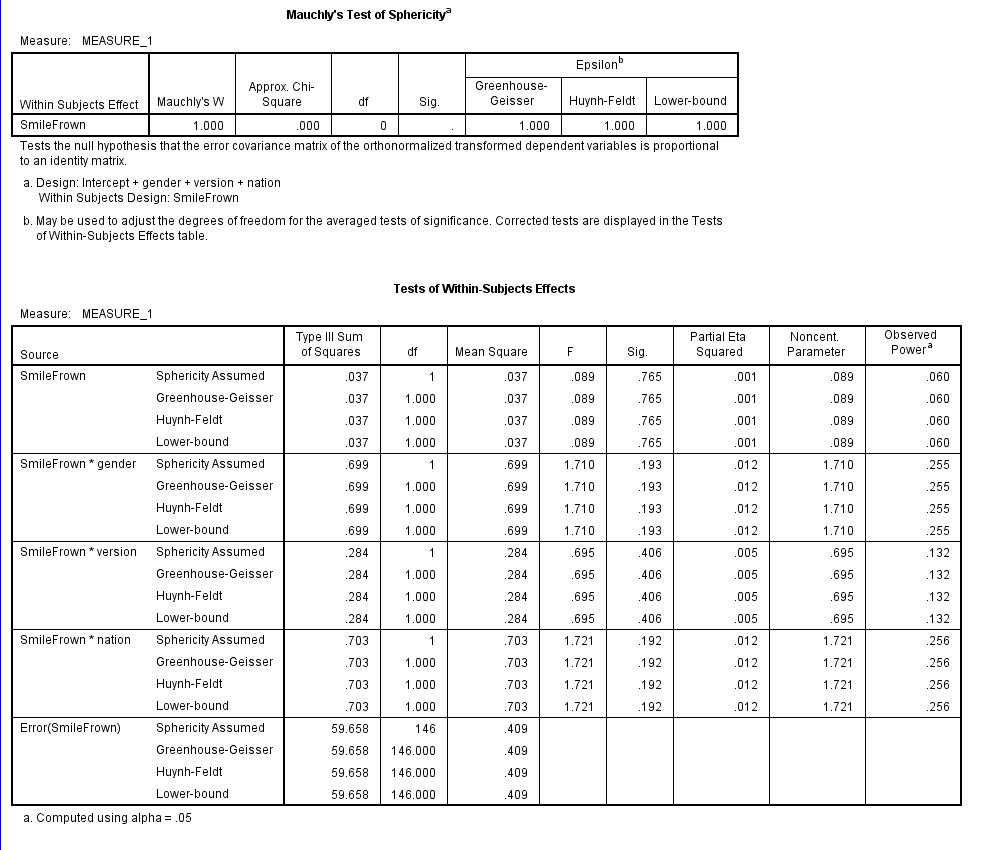 Mauchly's Test of Sphericity^a
Measure: MEASURE_1
Within Subjects Effect Mauchly's W Approx. Chi-Square df Sig. Epsilon^b
Greenhouse-Geisser Huynh-Feldt Lower-bound
SmileFrown 1.000 .000 0 . 1.000 1.000 1.000
Tests the null hypothesis that the error covariance matrix of the orthonormalized transformed dependent variables is proportional
to an identity matrix.
a. Design: Intercept + gender + version + nation
Within Subjects Design: SmileFrown
b. May be used to adjust the degrees of freedom for the averaged tests of significance. Corrected tests are displayed in the Tests
of Within-Subjects Effects table.
Tests of Within-Subjects Effects
Measure: MEASURE_1
Source Type III Sum of Squares df Mean Square F Sig. Partial Eta Squared Noncent. Parameter Observed Power^a
SmileFrown Sphericity Assumed .037 1 .037 .089 .765 .001 .089 .060
Greenhouse-Geisser .037 1.000 .037 .089 .765 .001 .089 .060
Huynh-Feldt .037 1.000 .037 .089 .765 .001 .089 .060
Lower-bound .037 1.000 .037 .089 .765 .001 .089 .060
SmileFrown * gender Sphericity Assumed .699 1 .699 1.710 .193 .012 1.710 .255
Greenhouse-Geisser .699 1.000 .699 1.710 .193 .012 1.710 .255
Huynh-Feldt .699 1.000 .699 1.710 .193 .012 1.710 .255
Lower-bound .699 1.000 .699 1.710 .193 .012 1.710 .255
SmileFrown * version Sphericity Assumed .284 1 .284 .695 .406 .005 .695 .132
Greenhouse-Geisser .284 1.000 .284 .695 .406 .005 .695 .132
Huynh-Feldt .284 1.000 .284 .695 .406 .005 .695 .132
Lower-bound .284 1.000 .284 .695 .406 .005 .695 .132
SmileFrown * nation Sphericity Assumed .703 1 .703 1.721 .192 .012 1.721 .256
Greenhouse-Geisser .703 1.000 .703 1.721 .192 .012 1.721 .256
Huynh-Feldt .703 1.000 .703 1.721 .192 .012 1.721 .256
Lower-bound .703 1.000 .703 1.721 .192 .012 1.721 .256
Error(SmileFrown) Sphericity Assumed 59.658 146 .409
Greenhouse-Geisser 59.658 146.000 .409
Huynh-Feldt 59.658 146.000 .409
Lower-bound 59.658 146.000 .409
a. Computed using alpha = .05